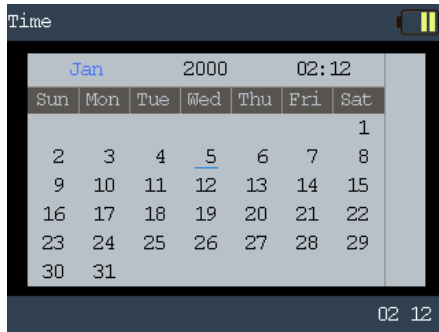 Time
Jan 2000 02:12
Sun Mon Tue Wed Thu Fri Sat
1
2 3 4 5 6 7 8
9 10 11 12 13 14 15
16 17 18 19 20 21 22
23 24 25 26 27 28 29
30 31
02 12